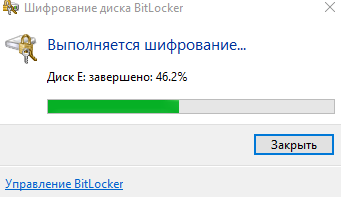 Шифрование диска BitLocker
Выполняется шифрование...
Диск E: завершено: 46.2%
Закрыть
Управление BitLocker